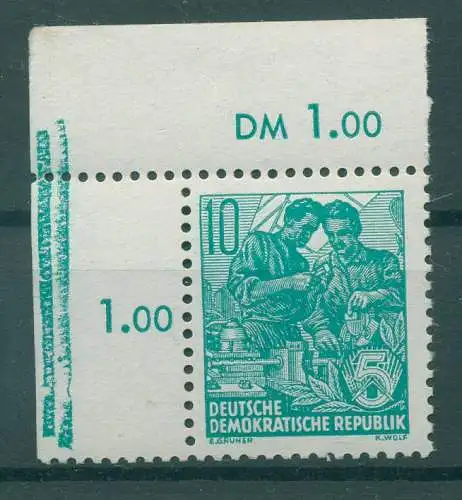 DM 1.00
10
1.00
5
DEUTSCHE
DEMOKRATISCHE REPUBLIK
E.GRUNER K.WOLF